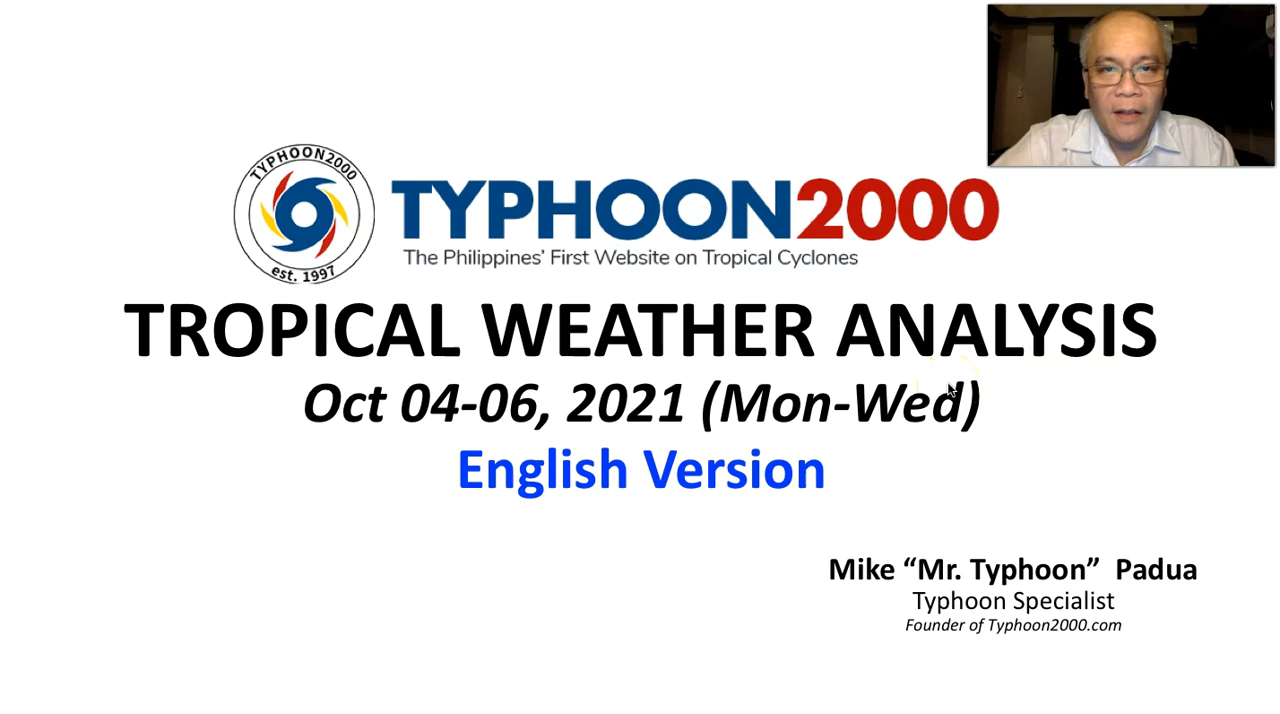 TYPHOON2000
est. 1997
TYPHOON2000
The Philippines' First Website on Tropical Cyclones
TROPICAL WEATHER ANALYSIS
Oct 04-06, 2021 (Mon-Wed)
English Version
Mike “Mr. Typhoon” Padua
Typhoon Specialist
Founder of Typhoon2000.com